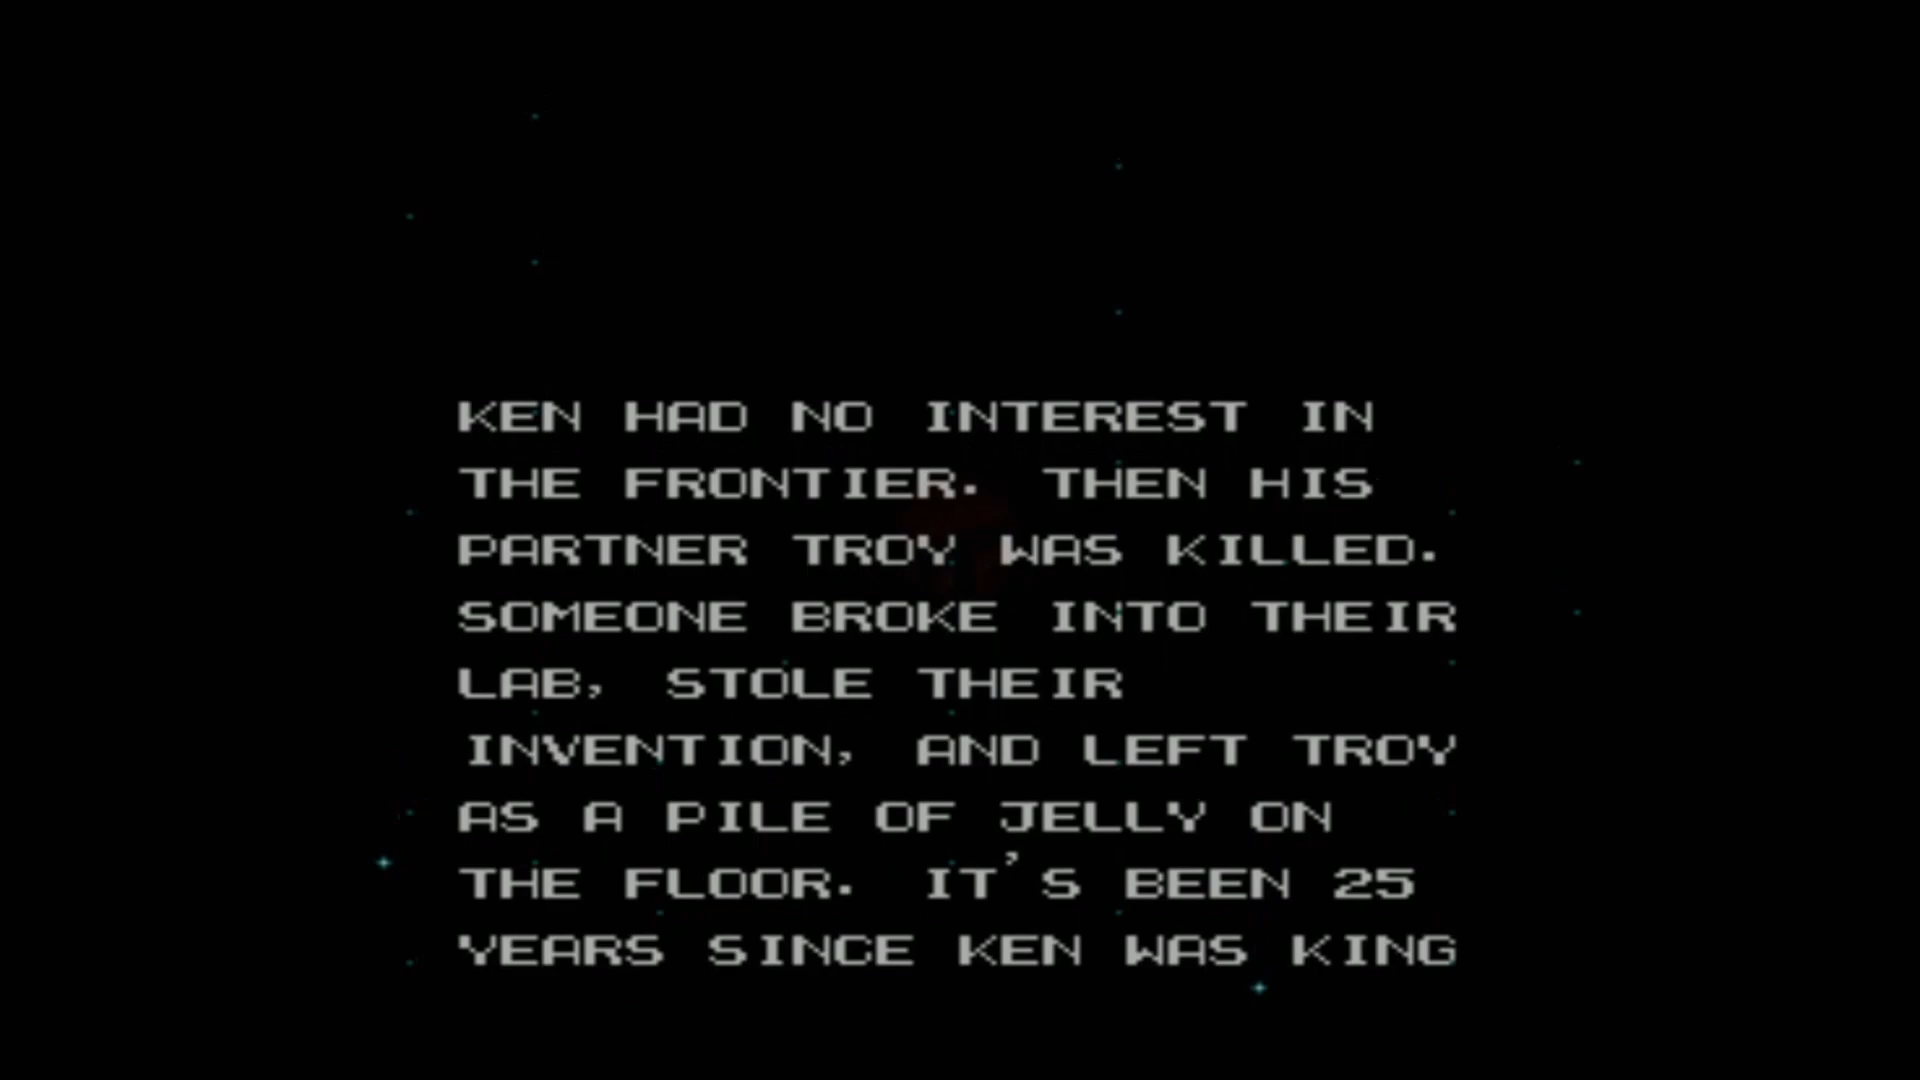 KEN HAD NO INTEREST IN
THE FRONTIER. THEN HIS
PARTNER TROY WAS KILLED.
SOMEONE BROKE INTO THEIR
LAB, STOLE THEIR
INVENTION, AND LEFT TROY
AS A PILE OF JELLY ON
THE FLOOR. IT'S BEEN 25
YEARS SINCE KEN WAS KING